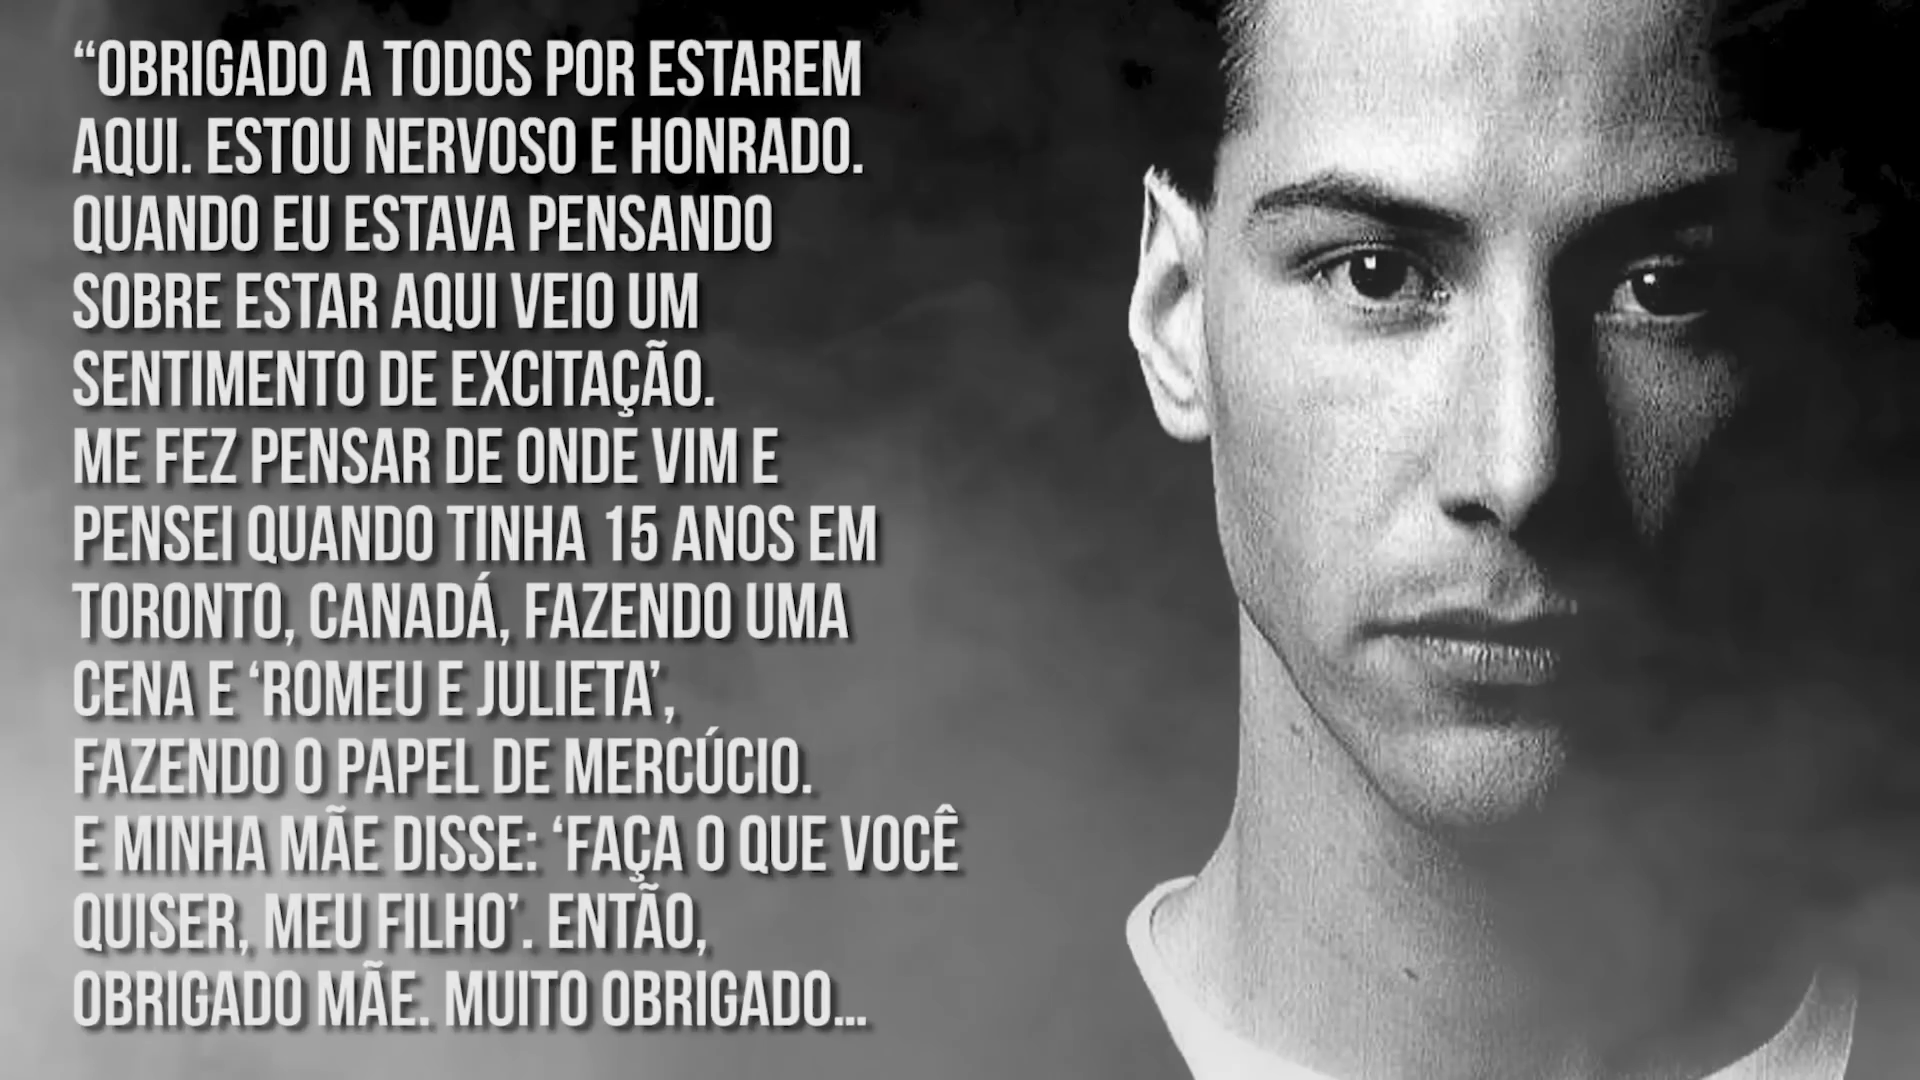 “OBRIGADO A TODOS POR ESTAREM
AQUI. ESTOU NERVOSO E HONRADO.
QUANDO EU ESTAVA PENSANDO
SOBRE ESTAR AQUI VEIO UM
SENTIMENTO DE EXCITAÇÃO.
ME FEZ PENSAR DE ONDE VIM E
PENSEI QUANDO TINHA 15 ANOS EM
TORONTO, CANADÁ, FAZENDO UMA
CENA E ‘ROMEU E JULIETA’,
FAZENDO O PAPEL DE MERCÚCIO.
E MINHA MÃE DISSE: ‘FAÇA O QUE VOCÊ
QUISER, MEU FILHO’. ENTÃO,
OBRIGADO MÃE. MUITO OBRIGADO...